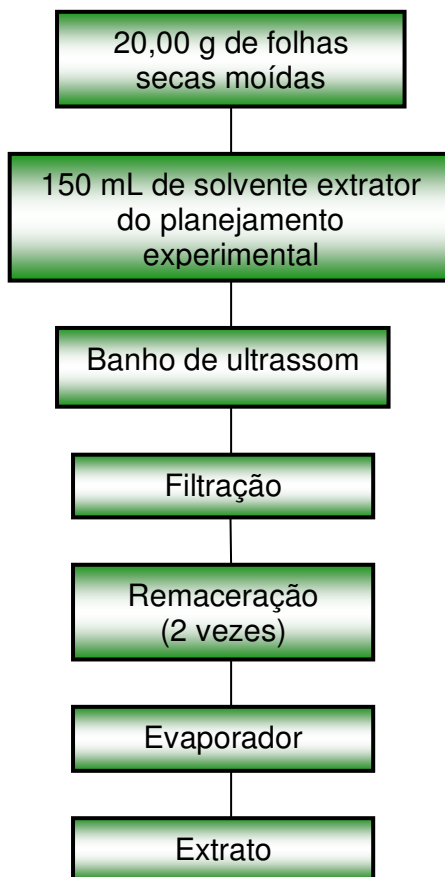 20,00 g de folhas
secas moídas
150 mL de solvente extrator
do planejamento
experimental
Banho de ultrassom
Filtração
Remaceração
(2 vezes)
Evaporador
Extrato